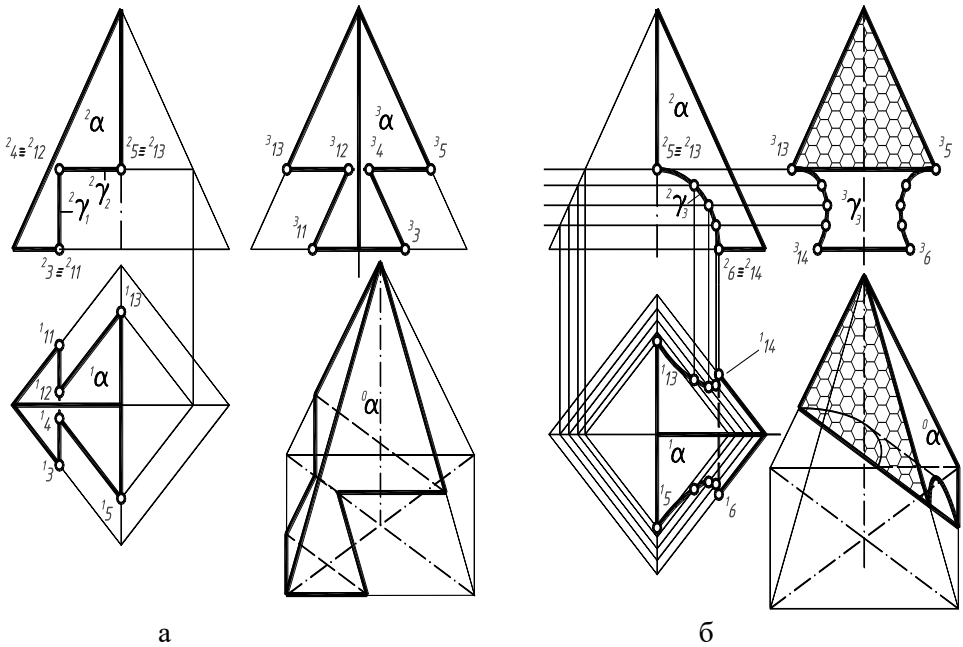 ²α
³α
²4≡²12
²5≡²13
³13
³12
³4
³5
²γ₂
²γ₁
³11
³3
²3≡²11
¹13
¹11
¹12
¹α
¹4
¹3
¹5
⁰α
а
²α
²5≡²13
³13
³5
²γ₃
³γ₃
²6≡²14
³14
³6
¹14
¹13
¹α
¹5
¹6
⁰α
б